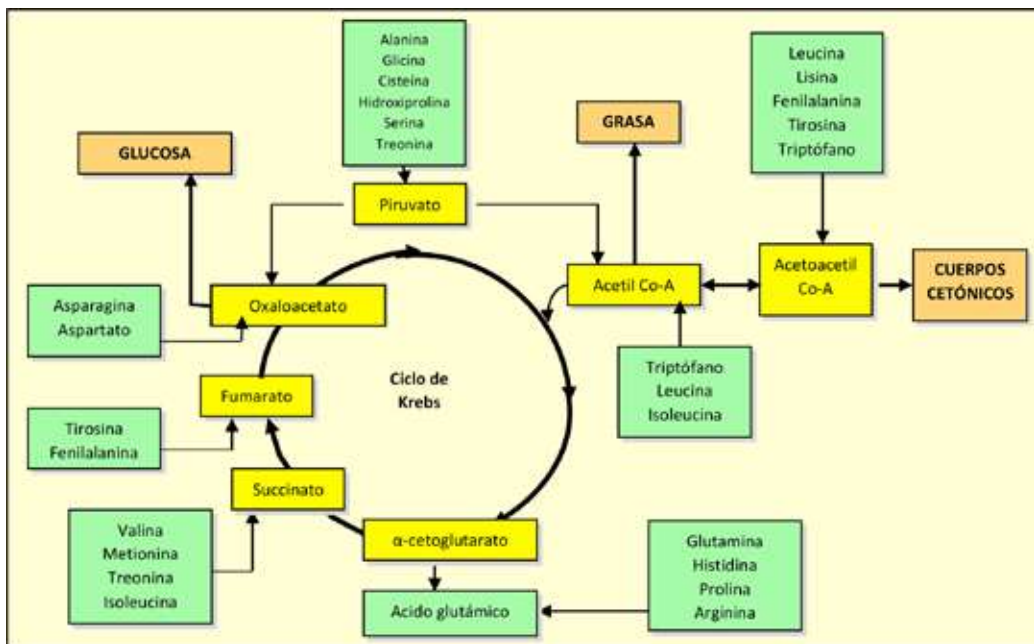 Alanina
Glicina
Cisteína
Hidroxiprolina
Serina
Treonina
Leucina
Lisina
Fenilalanina
Tirosina
Triptófano
GRASA
GLUCOSA
Piruvato
Acetil Co-A
Acetoacetil
Co-A
CUERPOS
CETÓNICOS
Oxaloacetato
Asparagina
Aspartato
Ciclo de
Krebs
Triptófano
Leucina
Isoleucina
Fumarato
Tirosina
Fenilalanina
Succinato
Valina
Metionina
Treonina
Isoleucina
α-cetoglutarato
Acido glutámico
Glutamina
Histidina
Prolina
Arginina